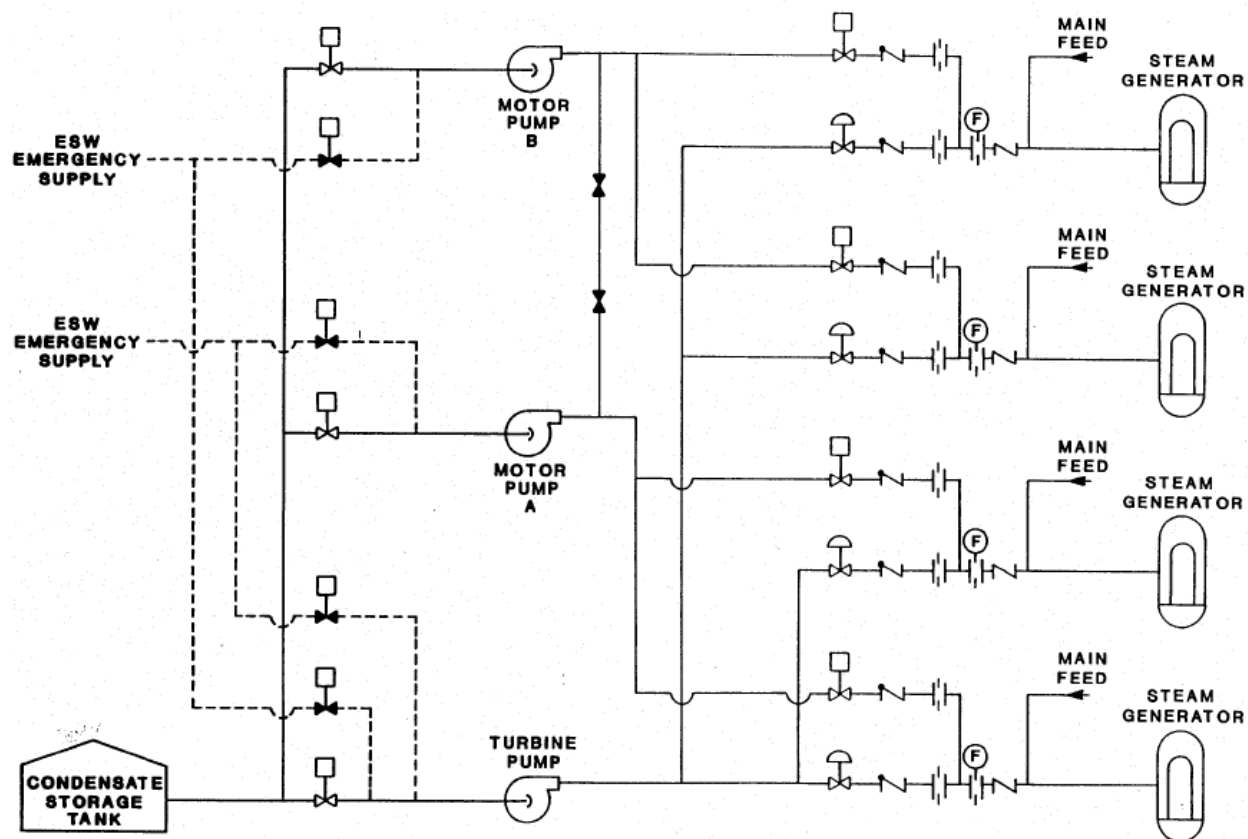 MAIN
FEED
STEAM
GENERATOR
MOTOR
PUMP
B
ESW
EMERGENCY
SUPPLY
F
MAIN
FEED
STEAM
GENERATOR
F
ESW
EMERGENCY
SUPPLY
MOTOR
PUMP
A
MAIN
FEED
STEAM
GENERATOR
F
MAIN
FEED
STEAM
GENERATOR
F
TURBINE
PUMP
CONDENSATE
STORAGE
TANK